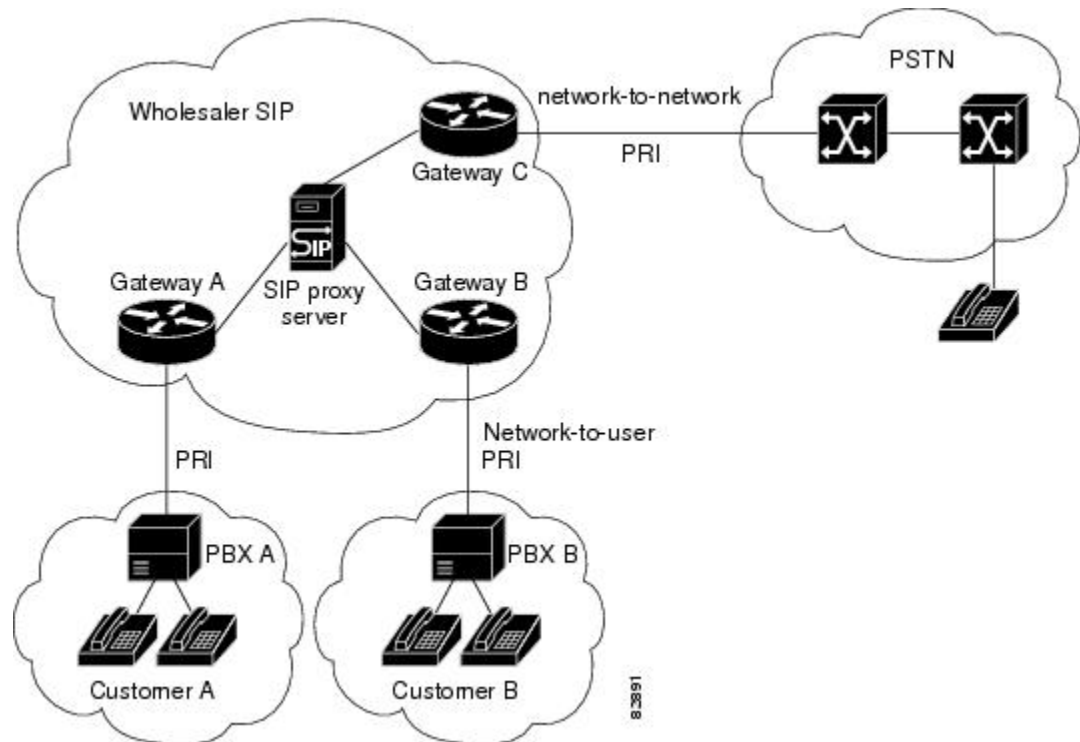 PSTN
Wholesaler SIP
network-to-network
PRI
Gateway C
SIP
Gateway A
SIP proxy
server
Gateway B
PRI
Network-to-user
PRI
PBX A
PBX B
Customer A
Customer B
82891